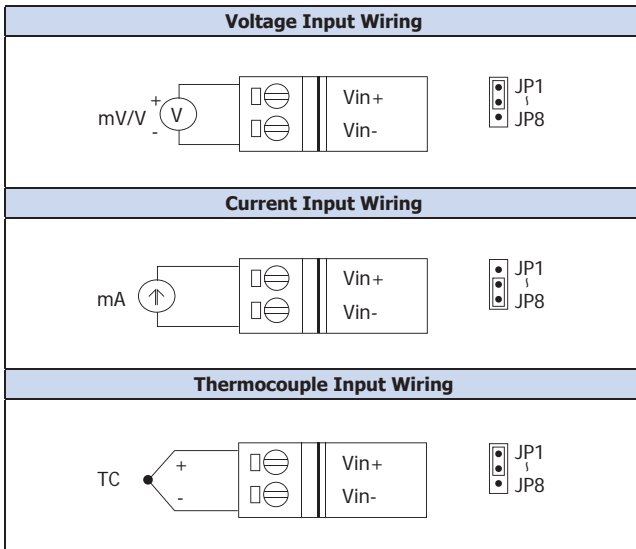 Voltage Input Wiring
mV/V
+
-
V
Vin+
Vin-
JP1
~
JP8
Current Input Wiring
mA
Vin+
Vin-
JP1
~
JP8
Thermocouple Input Wiring
TC
+
-
Vin+
Vin-
JP1
~
JP8